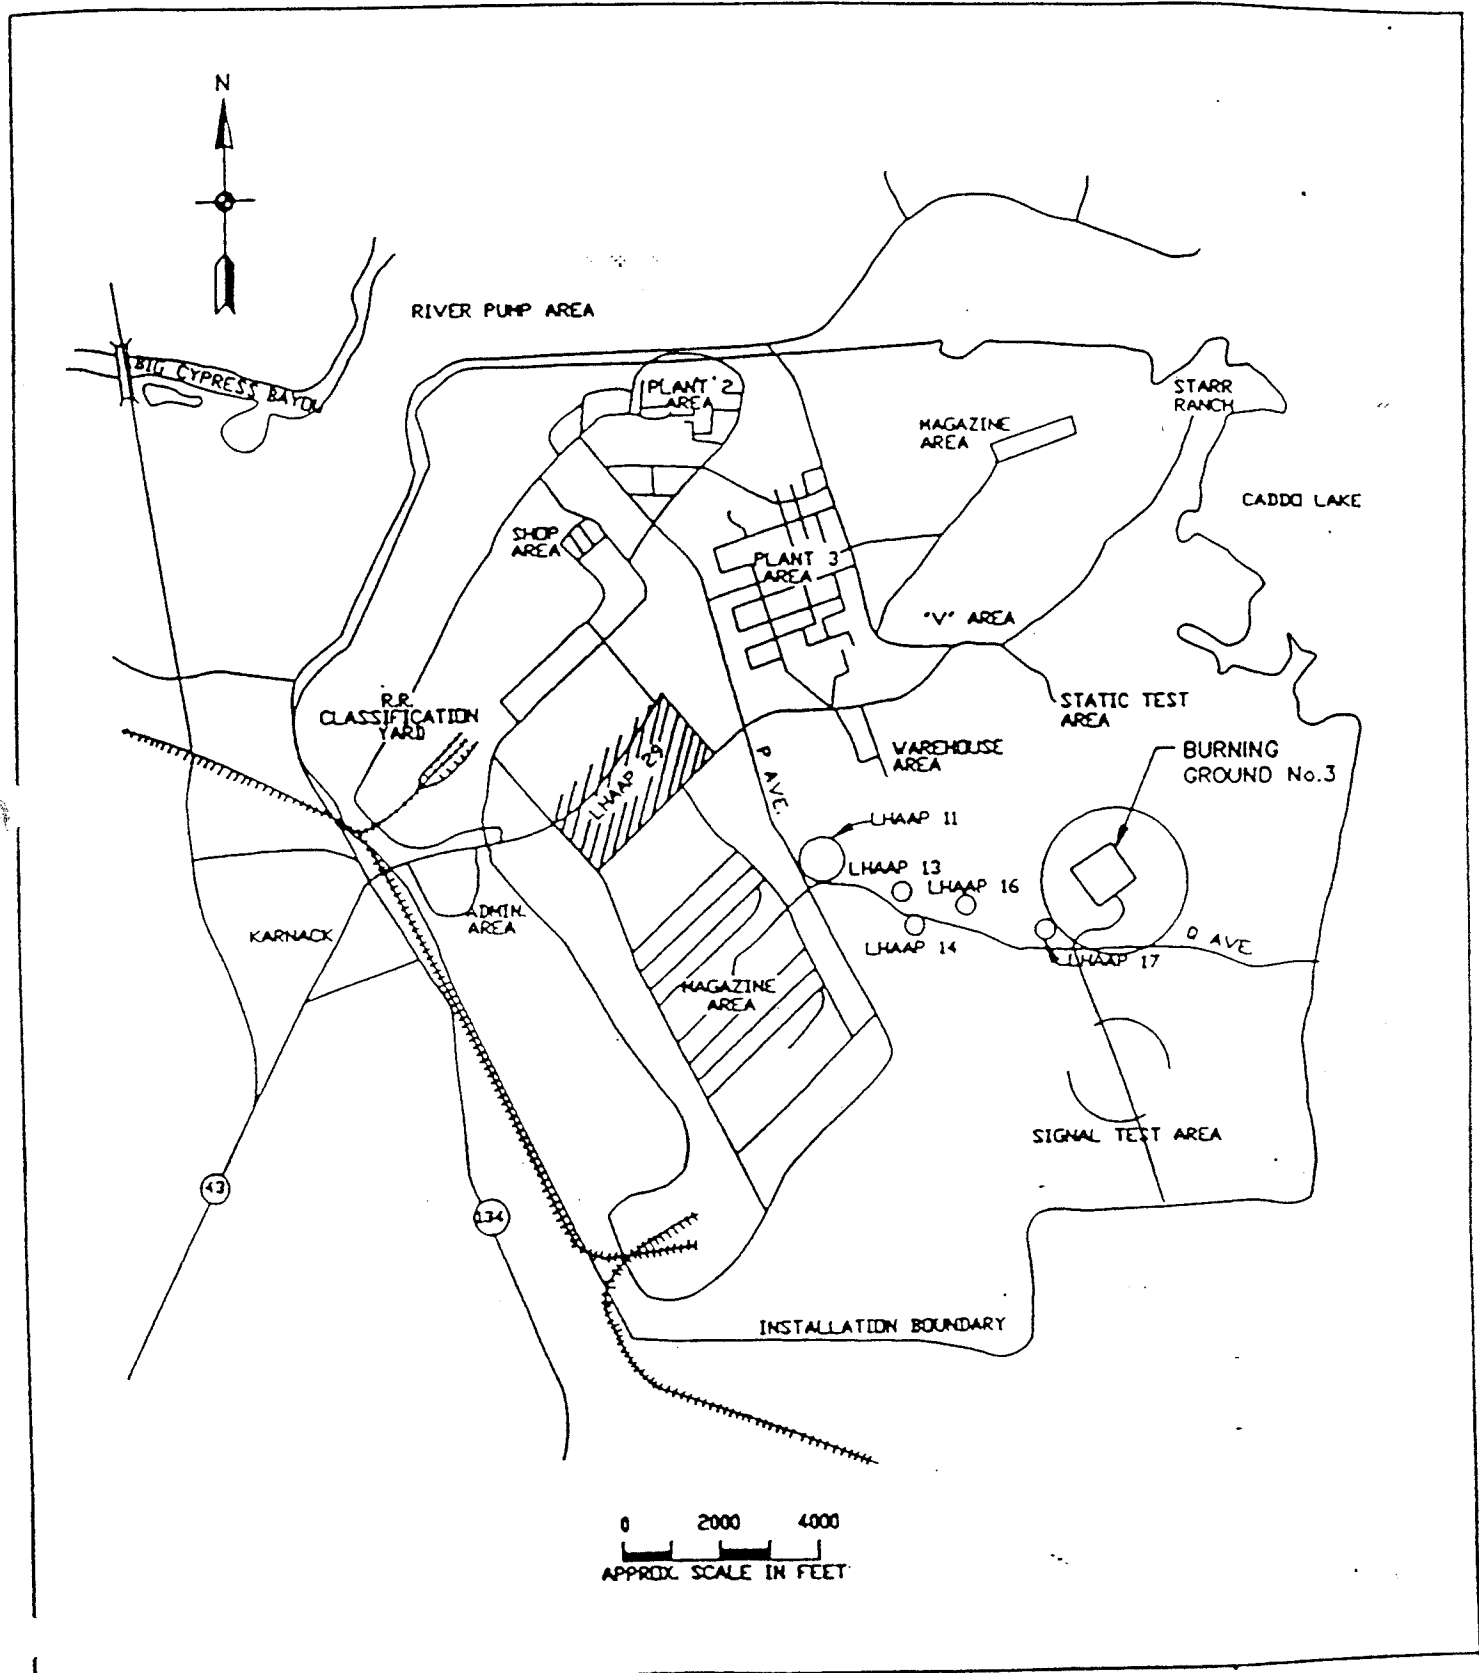 N
RIVER PUMP AREA
BIG CYPRESS BAYOU
PLANT 2
AREA
STARR
RANCH
MAGAZINE
AREA
CADDO LAKE
SHOP
AREA
PLANT 3
AREA
"V" AREA
R.R.
CLASSIFICATION
YARD
STATIC TEST
AREA
LHAAP 29
P AVE.
WAREHOUSE
AREA
BURNING
GROUND No.3
LHAAP 11
LHAAP 13
LHAAP 16
ADMIN.
AREA
KARNACK
LHAAP 14
Q AVE
LHAAP 17
MAGAZINE
AREA
SIGNAL TEST AREA
43
134
INSTALLATION BOUNDARY
0 2000 4000
APPROX. SCALE IN FEET